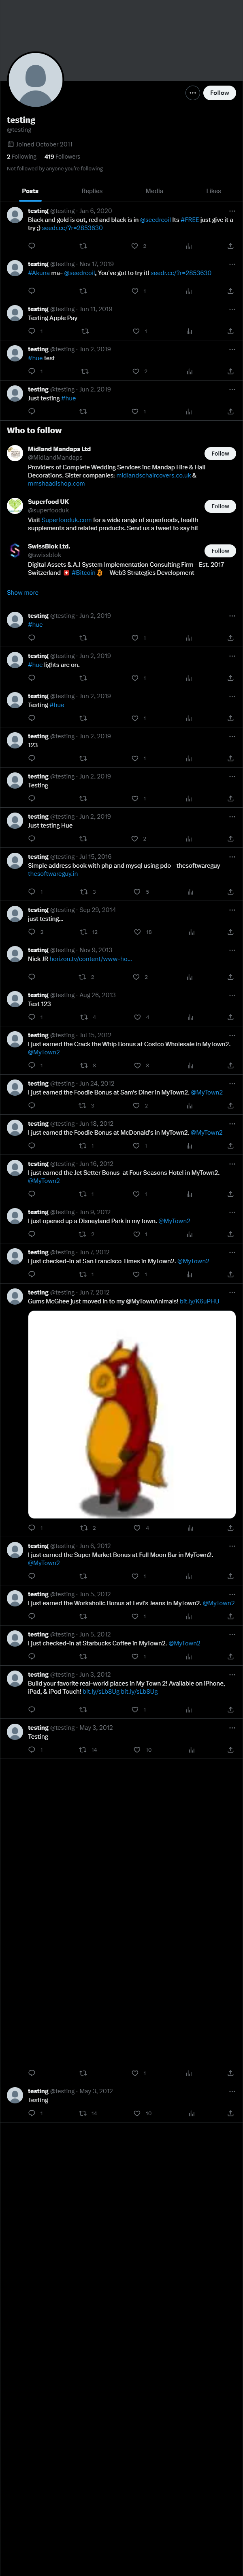 Follow
testing
@testing
Joined October 2011
2 Following 419 Followers
Not followed by anyone you're following
Posts Replies Media Likes
testing @testing · Jan 6, 2020
Black and gold is out, red and black is in @seedrcoil Its #FREE just give it a
try ;) seedr.cc/?r=2853630
2
testing @testing · Nov 17, 2019
#Akuna ma- @seedrcoil, You've got to try it! seedr.cc/?r=2853630
1
testing @testing · Jun 11, 2019
Testing Apple Pay
1 1
testing @testing · Jun 2, 2019
#hue test
1 2
testing @testing · Jun 2, 2019
Just testing #hue
1
Who to follow
Midland Mandaps Ltd
@MidlandMandaps
Follow
Providers of Complete Wedding Services inc Mandap Hire & Hall
Decorations. Sister companies: midlandschaircovers.co.uk &
mmshaadishop.com
Superfood UK
@superfooduk
Follow
Visit Superfooduk.com for a wide range of superfoods, health
supplements and related products. Send us a tweet to say hi!
SwissBlok Ltd.
@swissblok
Follow
Digital Assets & A.I System Implementation Consulting Firm - Est. 2017
Switzerland 🇨🇭 #Bitcoin - Web3 Strategies Development
Show more
testing @testing · Jun 2, 2019
#hue
1
testing @testing · Jun 2, 2019
#hue lights are on.
1
testing @testing · Jun 2, 2019
Testing #hue
1
testing @testing · Jun 2, 2019
123
1
testing @testing · Jun 2, 2019
Testing
1
testing @testing · Jun 2, 2019
Just testing Hue
2
testing @testing · Jul 15, 2016
Simple address book with php and mysql using pdo - thesoftwareguy
thesoftwareguy.in
1 3 5
testing @testing · Sep 29, 2014
just testing...
3 13 18
testing @testing · Nov 9, 2013
Nick JR horizon.tv/content/www-ho...
2 2
testing @testing · Aug 26, 2013
Test 123
1 4 4
testing @testing · Jul 15, 2012
I just earned the Crack the Whip Bonus at Costco Wholesale in MyTown2.
@MyTown2
1 6 8
testing @testing · Jun 24, 2012
I just earned the Foodie Bonus at Sam's Diner in MyTown2. @MyTown2
3 2
testing @testing · Jun 18, 2012
I just earned the Foodie Bonus at McDonald's in MyTown2. @MyTown2
1 1
testing @testing · Jun 16, 2012
I just earned the Jet Setter Bonus at Four Seasons Hotel in MyTown2.
@MyTown2
1 1
testing @testing · Jun 9, 2012
I just opened up a Disneyland Park in my town. @MyTown2
2 1
testing @testing · Jun 7, 2012
I just checked-in at San Francisco Times in MyTown2. @MyTown2
1 1
testing @testing · Jun 7, 2012
Gums McGhee just moved in to my @MyTownAnimals! bit.ly/K6uPHU
1 2 4
testing @testing · Jun 6, 2012
I just earned the Super Market Bonus at Full Moon Bar in MyTown2.
@MyTown2
1
testing @testing · Jun 5, 2012
I just earned the Workaholic Bonus at Levi's Jeans in MyTown2. @MyTown2
1
testing @testing · Jun 5, 2012
I just checked-in at Starbucks Coffee in MyTown2. @MyTown2
1
testing @testing · Jun 3, 2012
Build your favorite real-world places in My Town 2! Available on iPhone,
iPad, & iPod Touch! bit.ly/sLb8Ug bit.ly/sLb8Ug
1
testing @testing · May 3, 2012
Testing
1 14 10
1
testing @testing · May 3, 2012
Testing
1 14 10